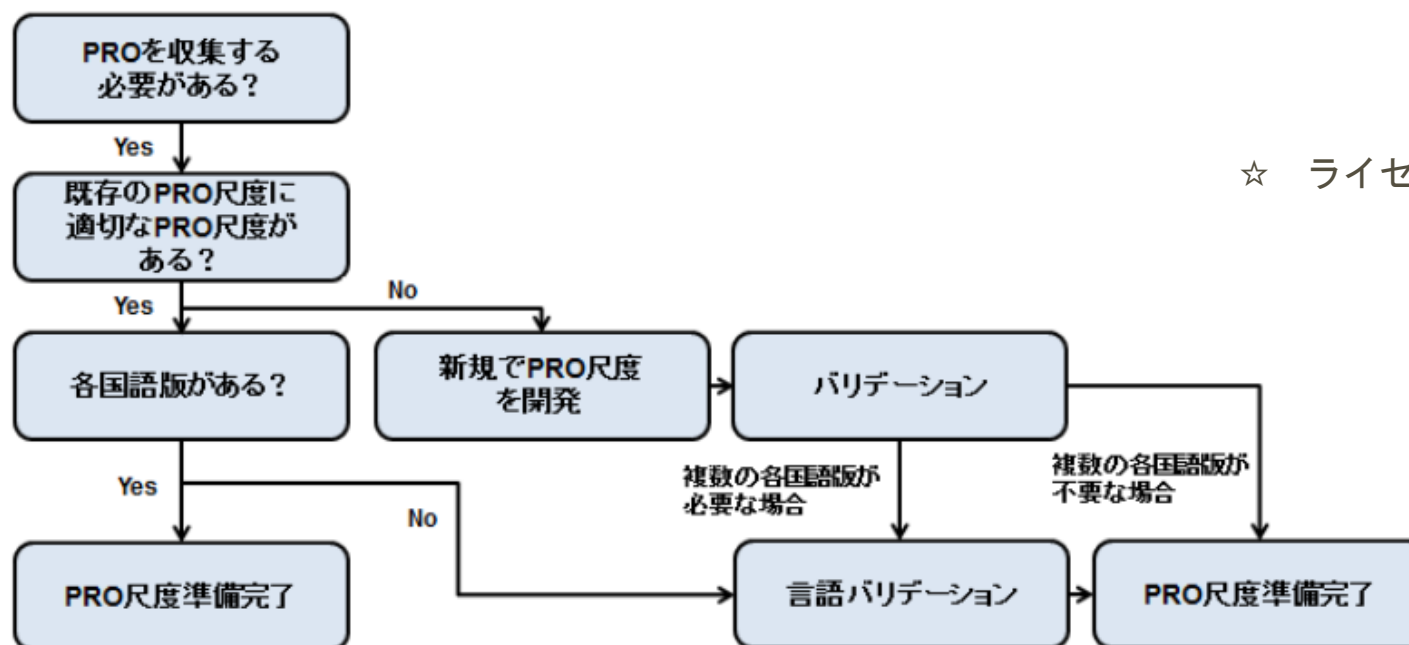 PROを収集する
必要がある？
Yes
☆ ライセ
既存のPRO尺度に
適切なPRO尺度が
ある？
Yes
No
各国語版がある？
新規でPRO尺度
を開発
バリデーション
Yes
No
複数の各国語版が
必要な場合
複数の各国語版が
不要な場合
PRO尺度準備完了
言語バリデーション
PRO尺度準備完了